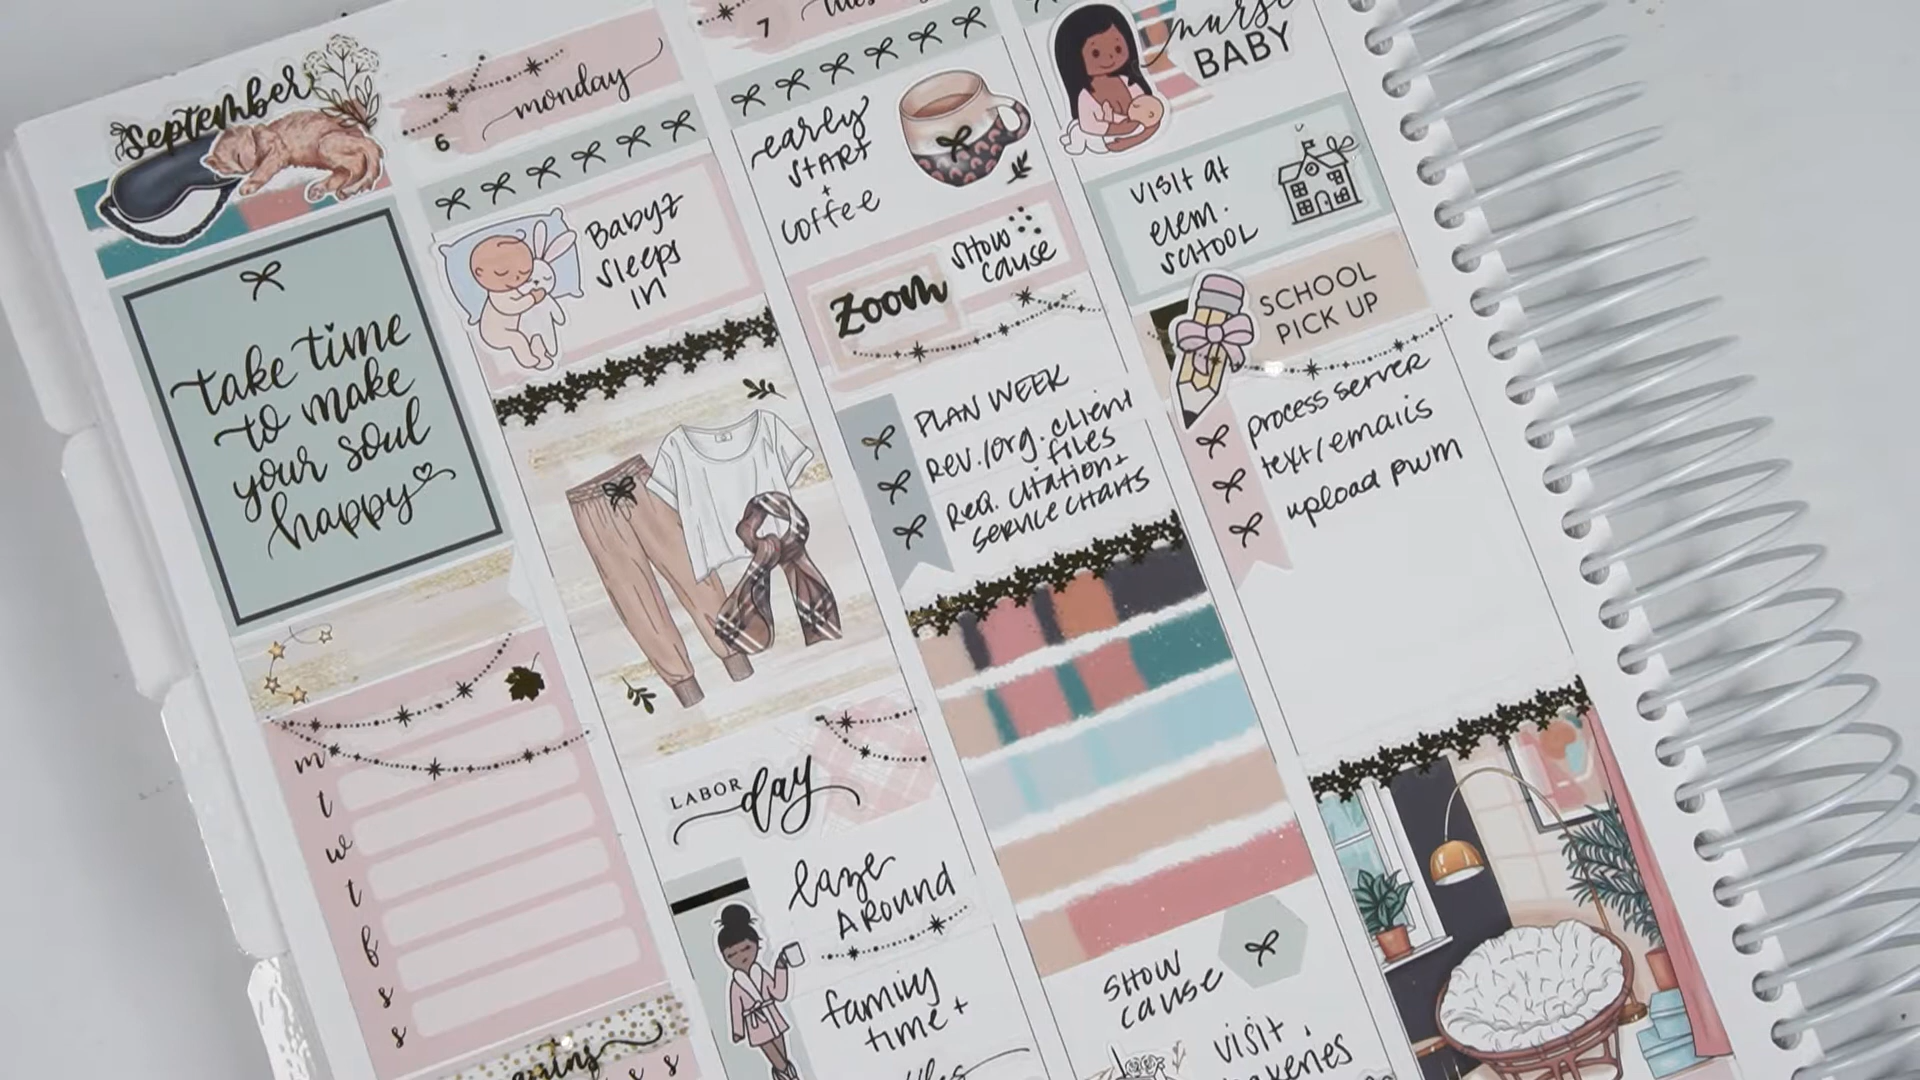 September
take time
to make
your soul
happy
m
t
w
t
f
s
s
6
monday
Babyz
sleeps
in
LABOR day
laze
Around
family
time +
7
early
START
+
coffee
Zoom
show
cause
PLAN WEEK
Rev./org. client
files
Req. citation +
service charts
show
cause
visit
nurse
BABY
visit at
elem.
school
SCHOOL
PICK UP
process server
text/emails
upload pwm
s s